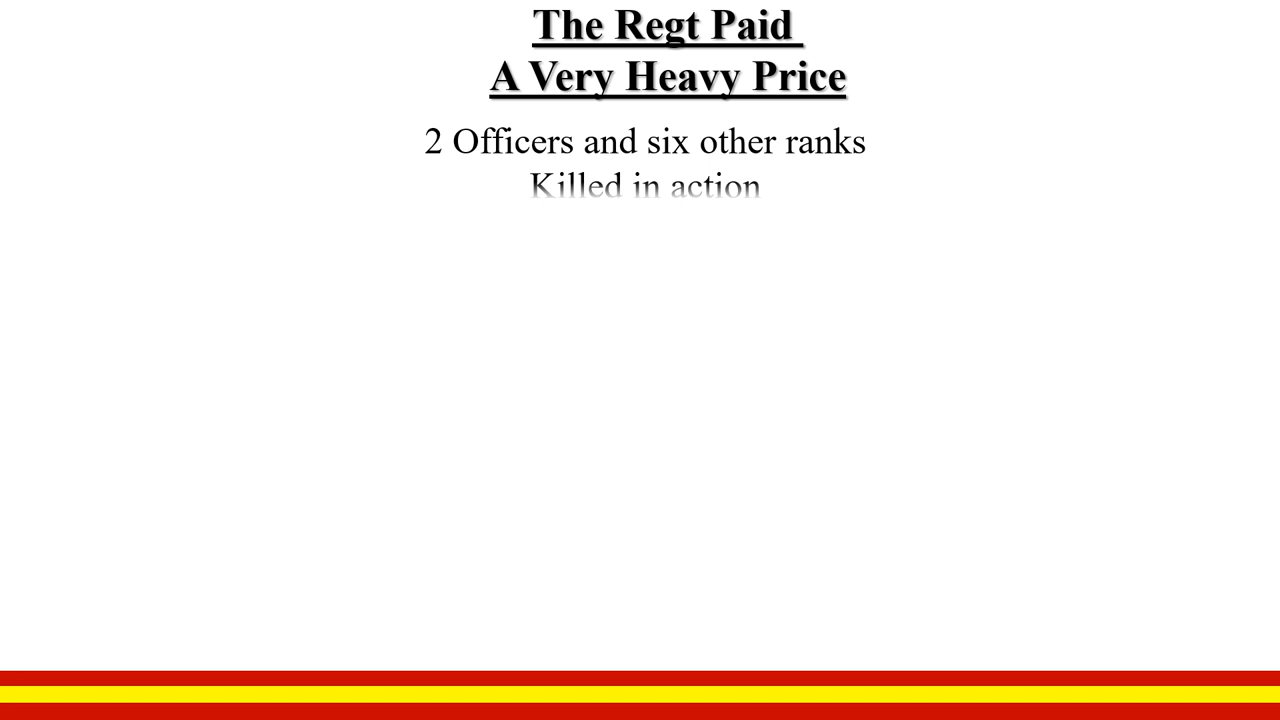 The Regt Paid
A Very Heavy Price
2 Officers and six other ranks
Killed in action